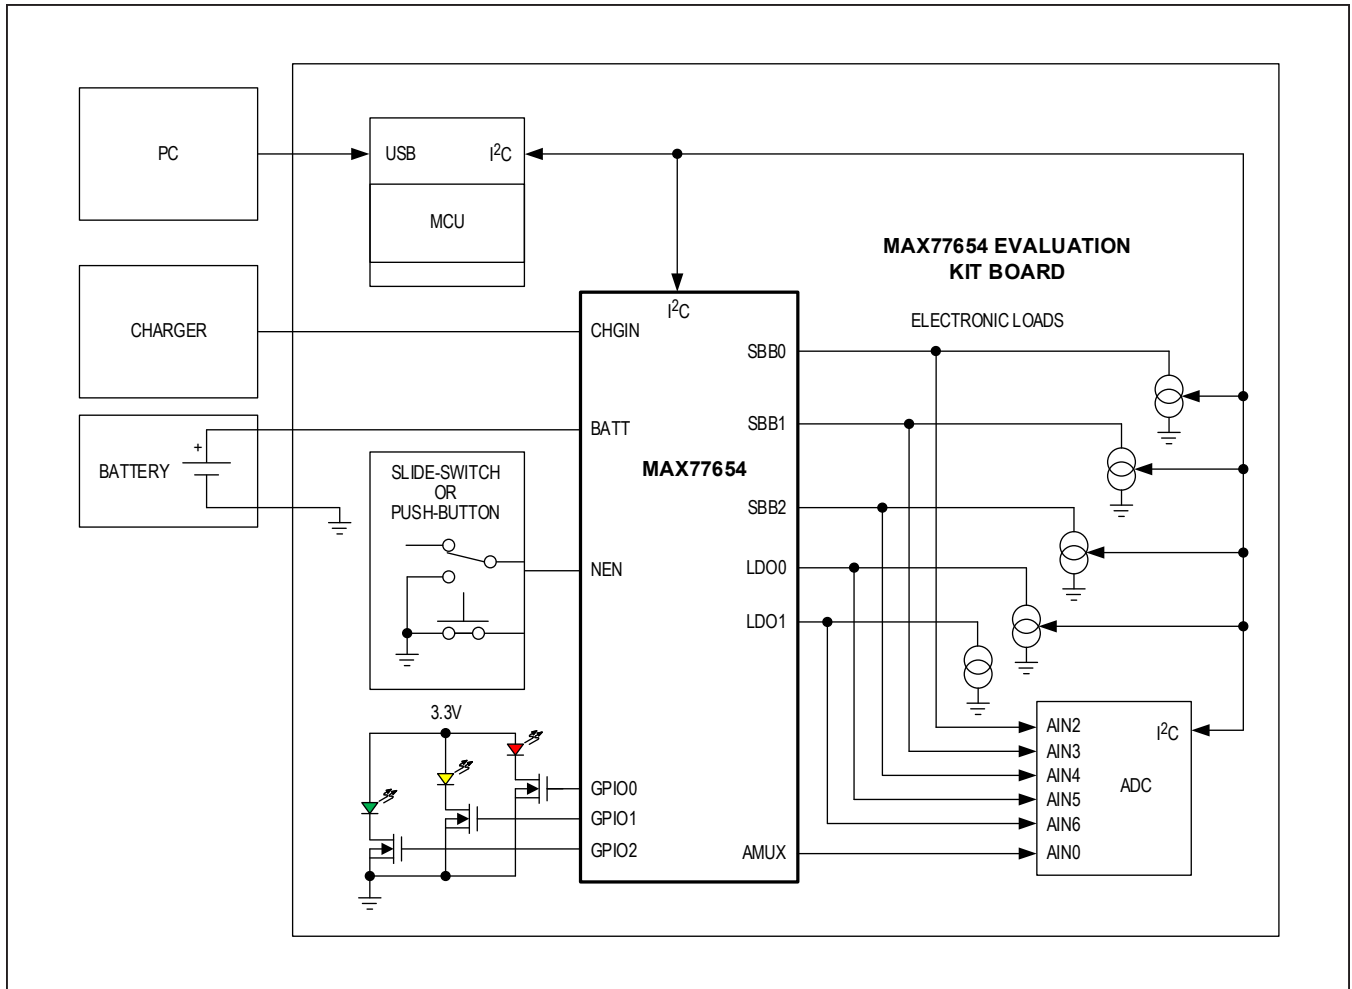 PC
USB
I²C
MCU
MAX77654 EVALUATION
KIT BOARD
CHARGER
CHGIN
I²C
ELECTRONIC LOADS
SBB0
BATT
SBB1
+
BATTERY
SLIDE-SWITCH
OR
PUSH-BUTTON
MAX77654
SBB2
NEN
LDO0
LDO1
3.3V
GPIO0
GPIO1
GPIO2
AMUX
AIN2
AIN3
AIN4
AIN5
AIN6
AIN0
I²C
ADC